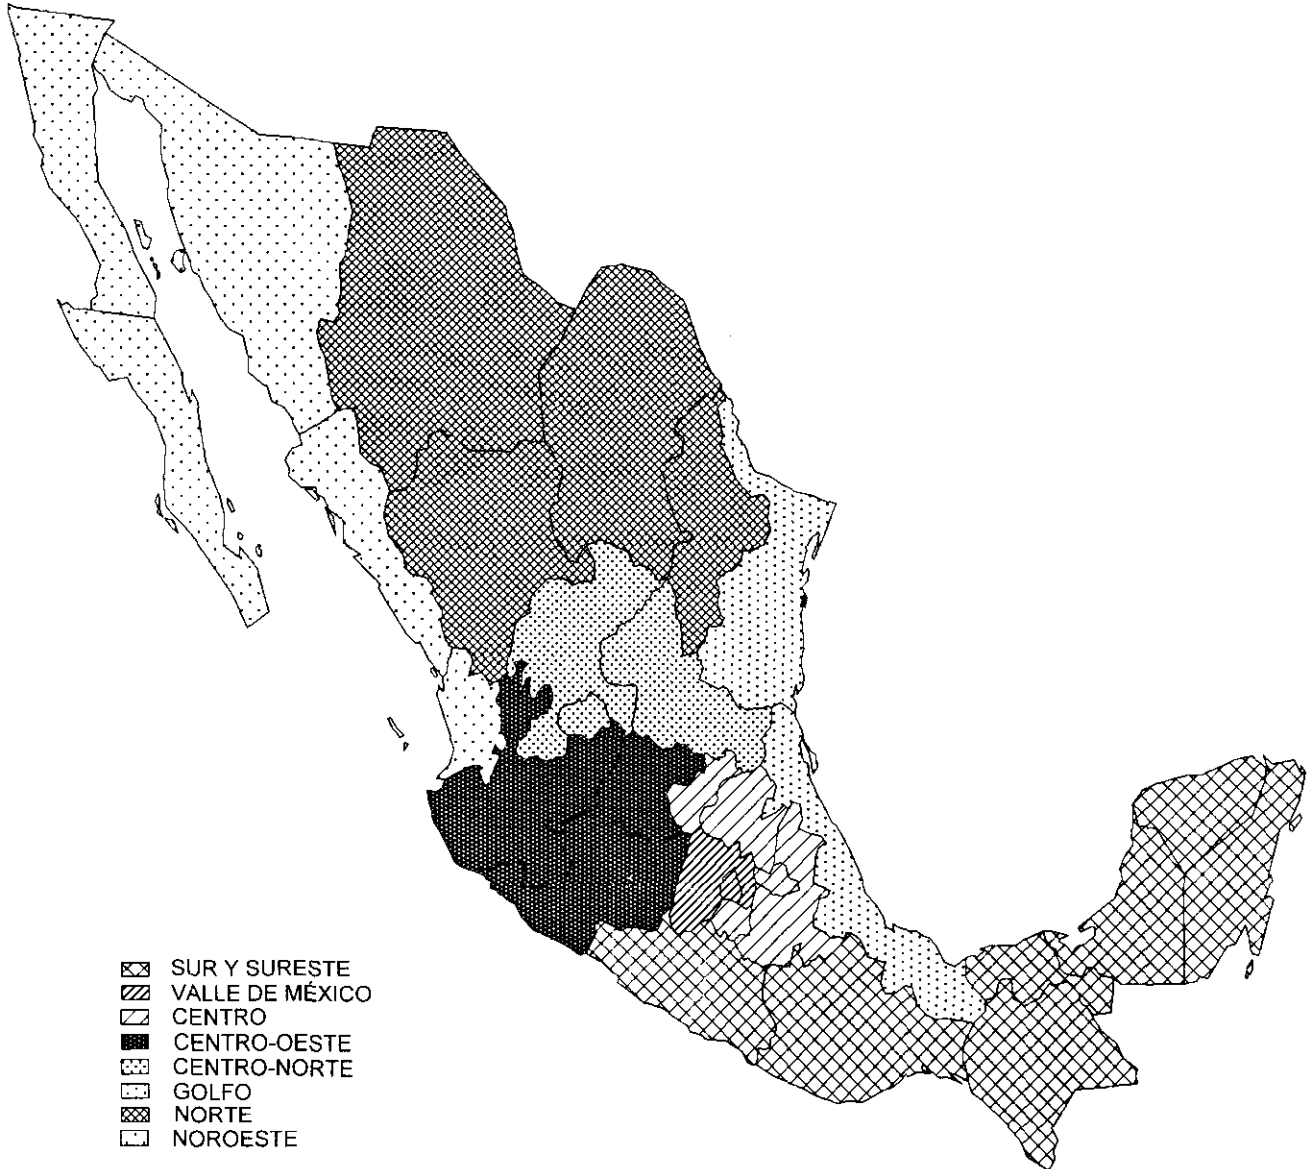 SUR Y SURESTE
VALLE DE MÉXICO
CENTRO
CENTRO-OESTE
CENTRO-NORTE
GOLFO
NORTE
NOROESTE